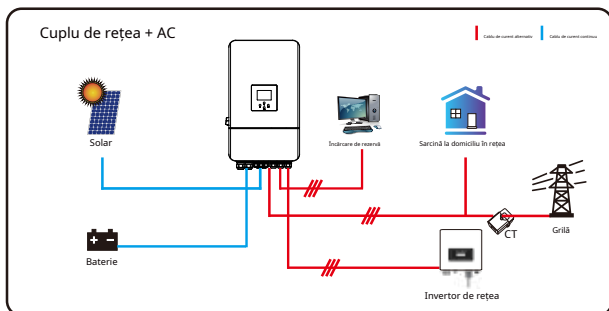 Cuplu de rețea + AC
Cablu de curent alternativ
Cablu de curent continuu
Solar
Încărcare de rezervă
Sarcină la domiciliu în rețea
CT
Grilă
Baterie
Invertor de rețea